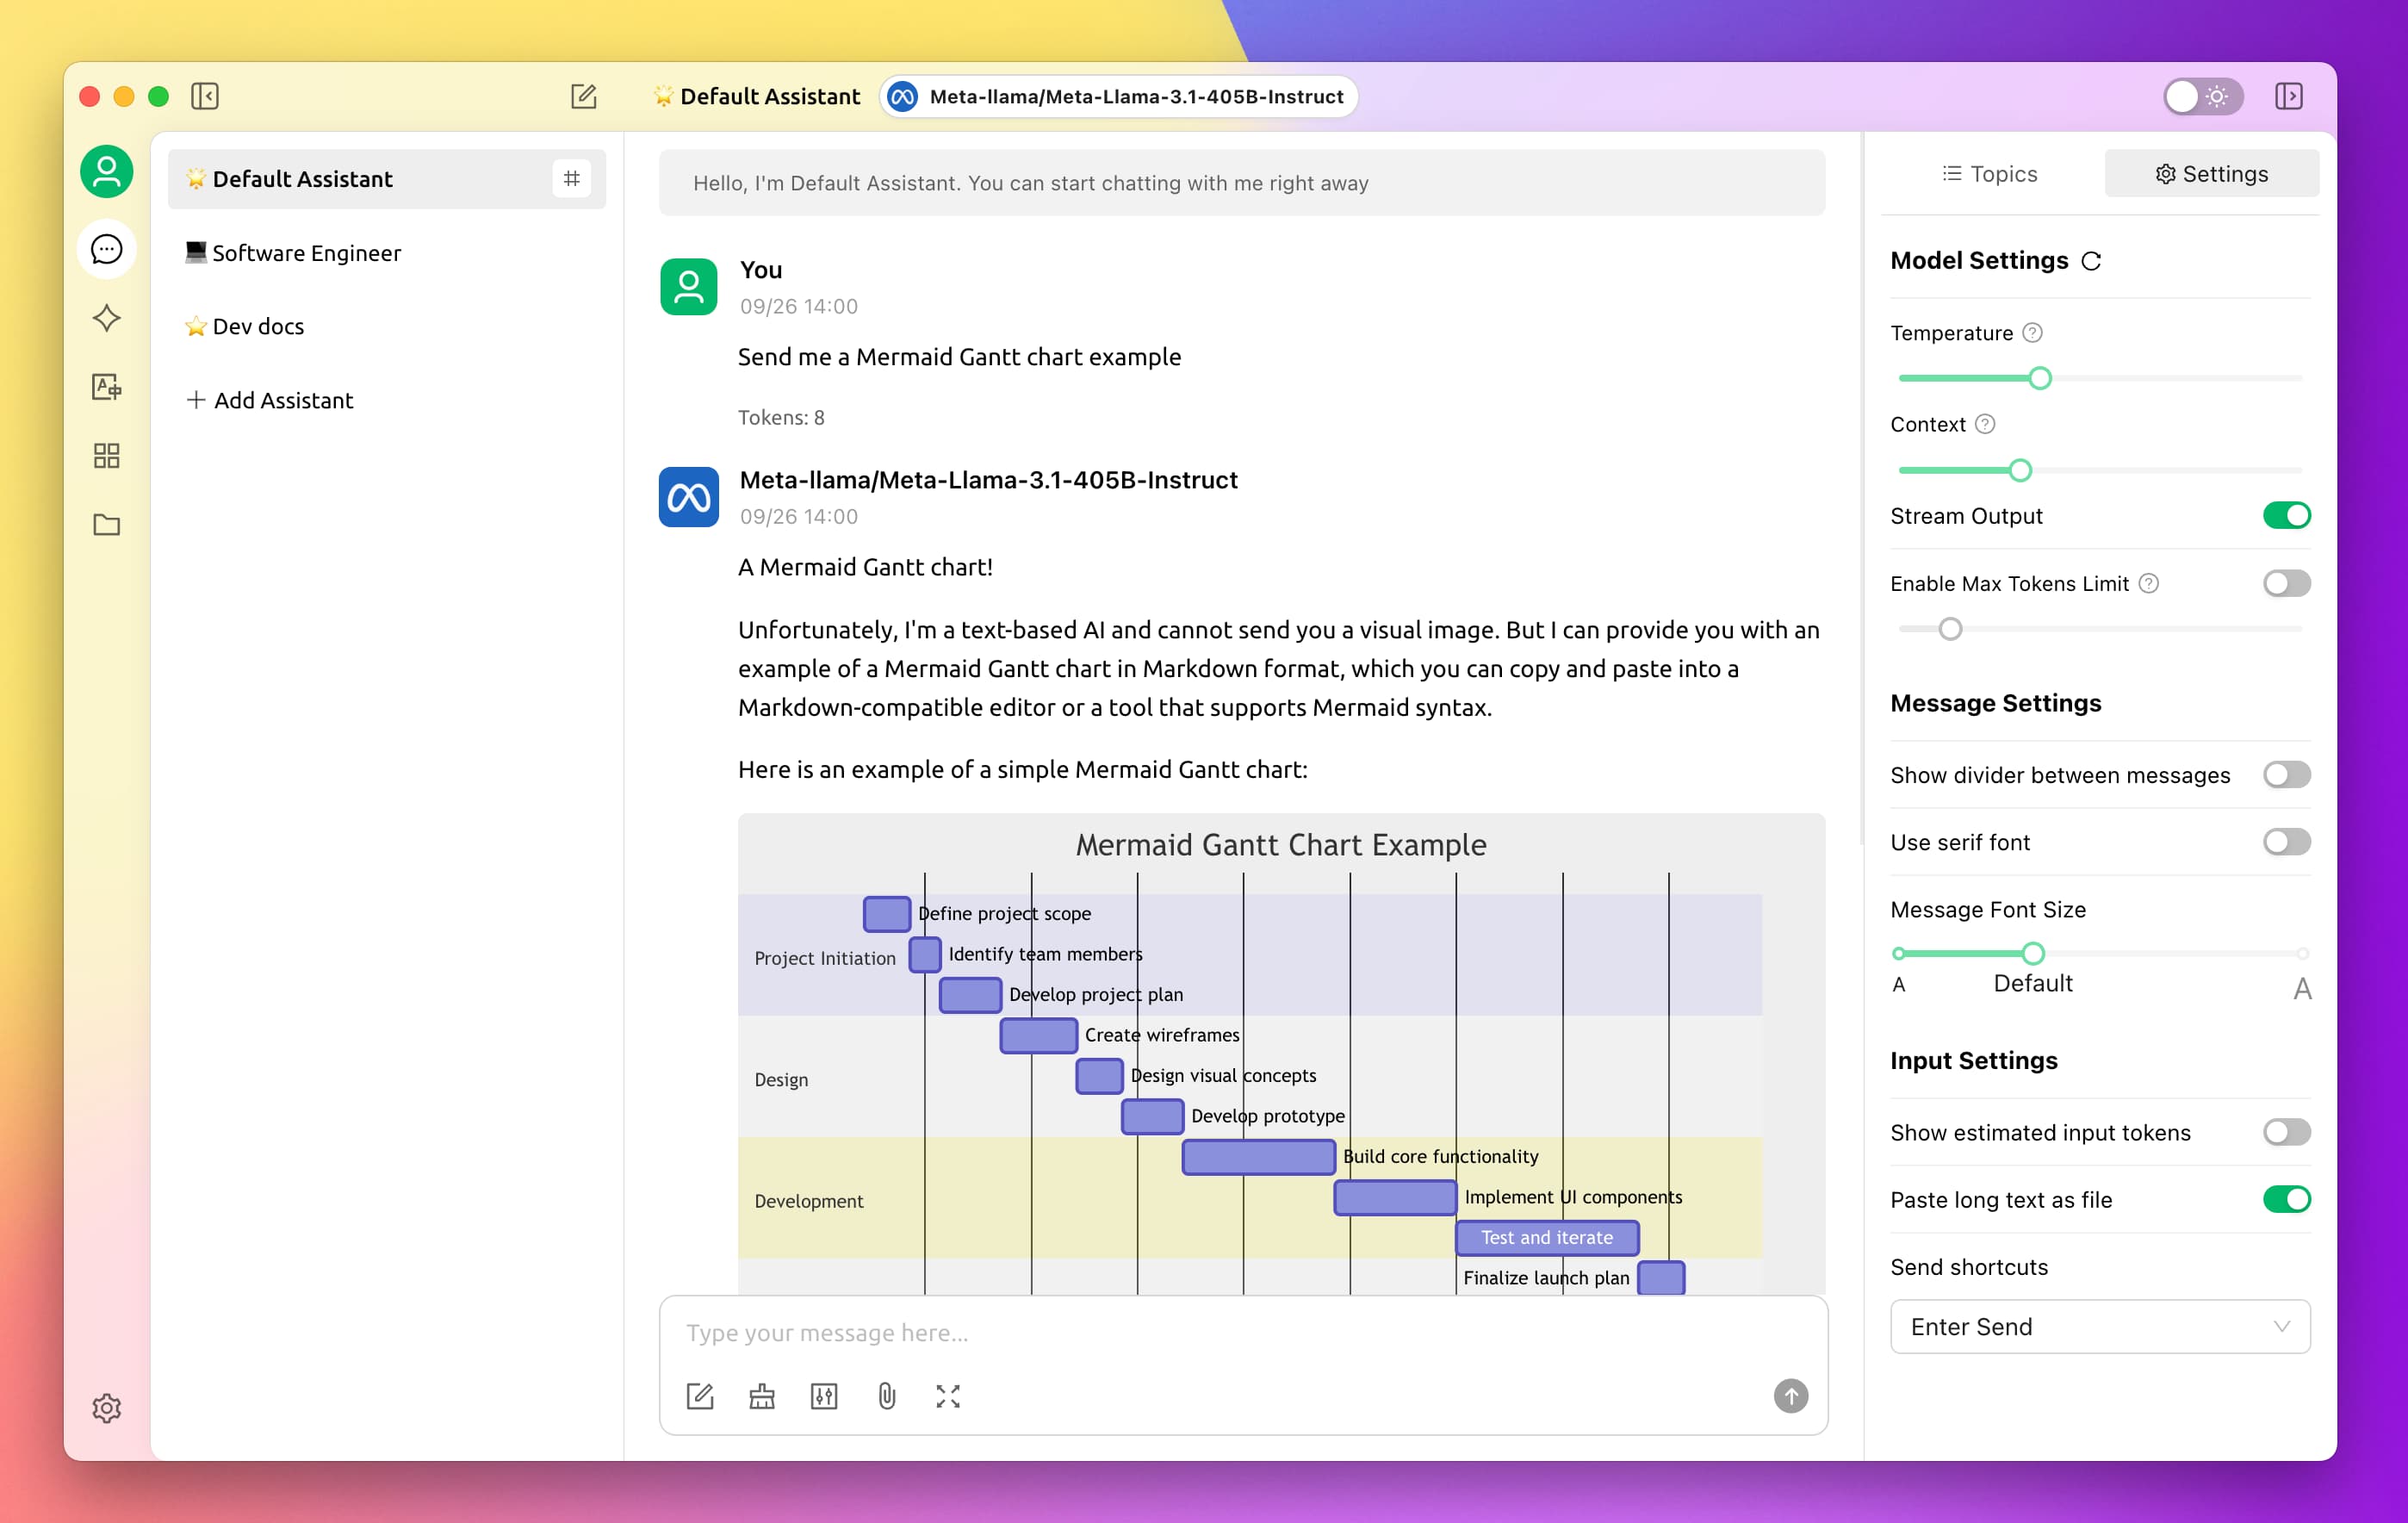 Default Assistant
Meta-llama/Meta-Llama-3.1-405B-Instruct
Default Assistant
Software Engineer
Dev docs
Add Assistant
Hello, I'm Default Assistant. You can start chatting with me right away
You
09/26 14:00
Send me a Mermaid Gantt chart example
Tokens: 8
Meta-llama/Meta-Llama-3.1-405B-Instruct
09/26 14:00
A Mermaid Gantt chart!
Unfortunately, I'm a text-based AI and cannot send you a visual image. But I can provide you with an
example of a Mermaid Gantt chart in Markdown format, which you can copy and paste into a
Markdown-compatible editor or a tool that supports Mermaid syntax.
Here is an example of a simple Mermaid Gantt chart:
Mermaid Gantt Chart Example
Define project scope
Project Initiation
Identify team members
Develop project plan
Create wireframes
Design
Design visual concepts
Develop prototype
Build core functionality
Development
Implement UI components
Test and iterate
Finalize launch plan
Type your message here...
Topics
Settings
Model Settings
Temperature
Context
Stream Output
Enable Max Tokens Limit
Message Settings
Show divider between messages
Use serif font
Message Font Size
A Default A
Input Settings
Show estimated input tokens
Paste long text as file
Send shortcuts
Enter Send